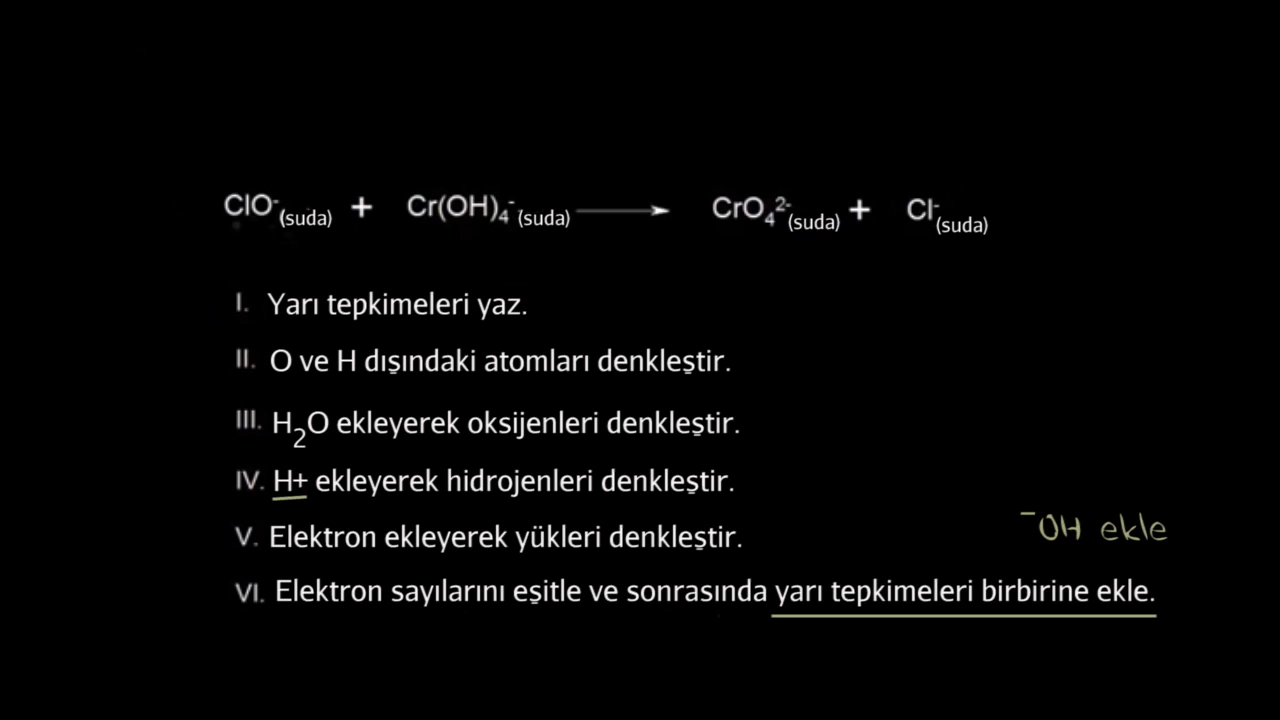 ClO⁻(suda) + Cr(OH)₄⁻(suda) ⟶ CrO₄²⁻(suda) + Cl⁻(suda)
I. Yarı tepkimeleri yaz.
II. O ve H dışındaki atomları denkleştir.
III. H₂O ekleyerek oksijenleri denkleştir.
IV. H+ ekleyerek hidrojenleri denkleştir.
V. Elektron ekleyerek yükleri denkleştir.
⁻OH ekle
VI. Elektron sayılarını eşitle ve sonrasında yarı tepkimeleri birbirine ekle.